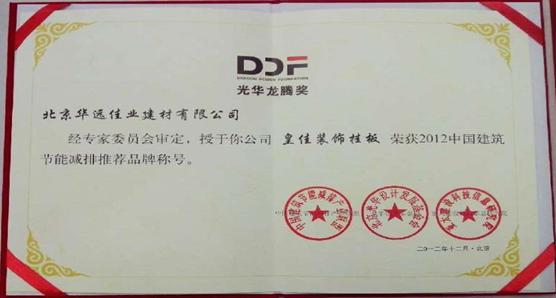 DDF
DRAGON DESIGN FOUNDATION
光华龙腾奖
北京华远佳业建材有限公司
经专家委员会审定，授于你公司 皇佳装饰挂板 荣获2012中国建筑
节能减排推荐品牌称号。
二○一二年十二月·北京